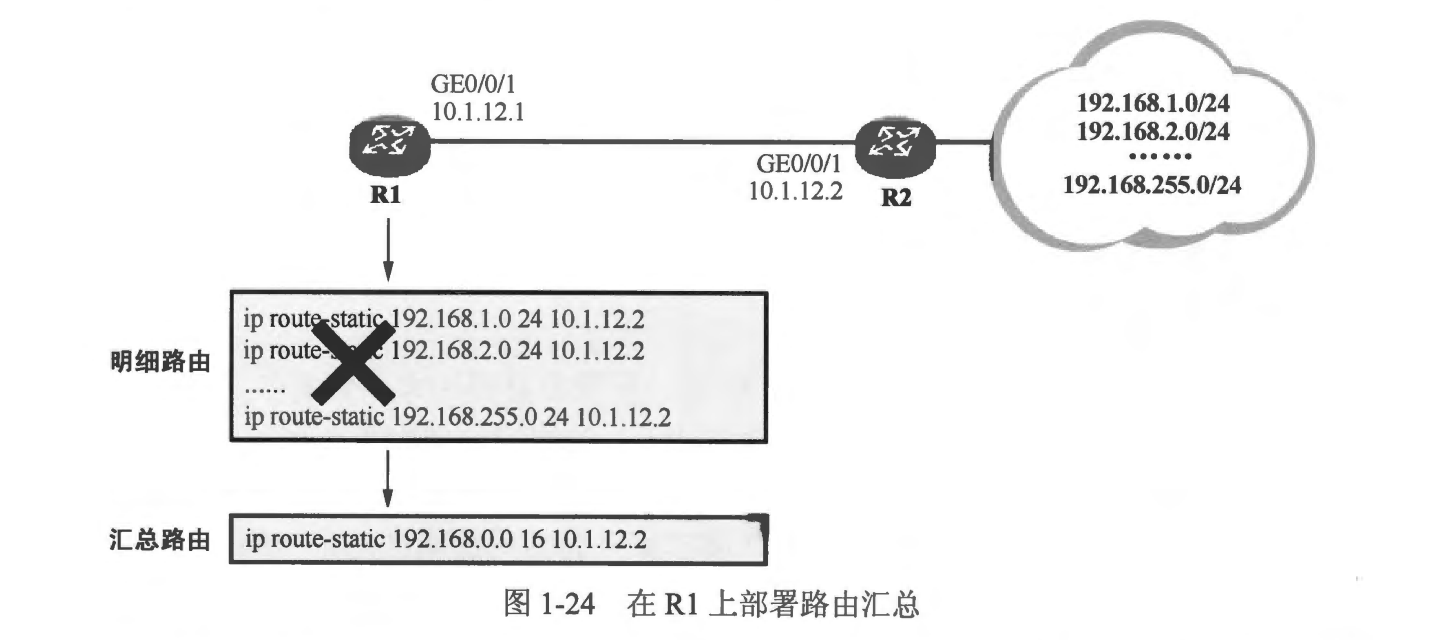 GE0/0/1
10.1.12.1
R1
GE0/0/1
10.1.12.2
R2
192.168.1.0/24
192.168.2.0/24
······
192.168.255.0/24
明细路由
ip route-static 192.168.1.0 24 10.1.12.2
ip route-static 192.168.2.0 24 10.1.12.2
......
ip route-static 192.168.255.0 24 10.1.12.2
汇总路由
ip route-static 192.168.0.0 16 10.1.12.2
图 1-24 在 R1 上部署路由汇总